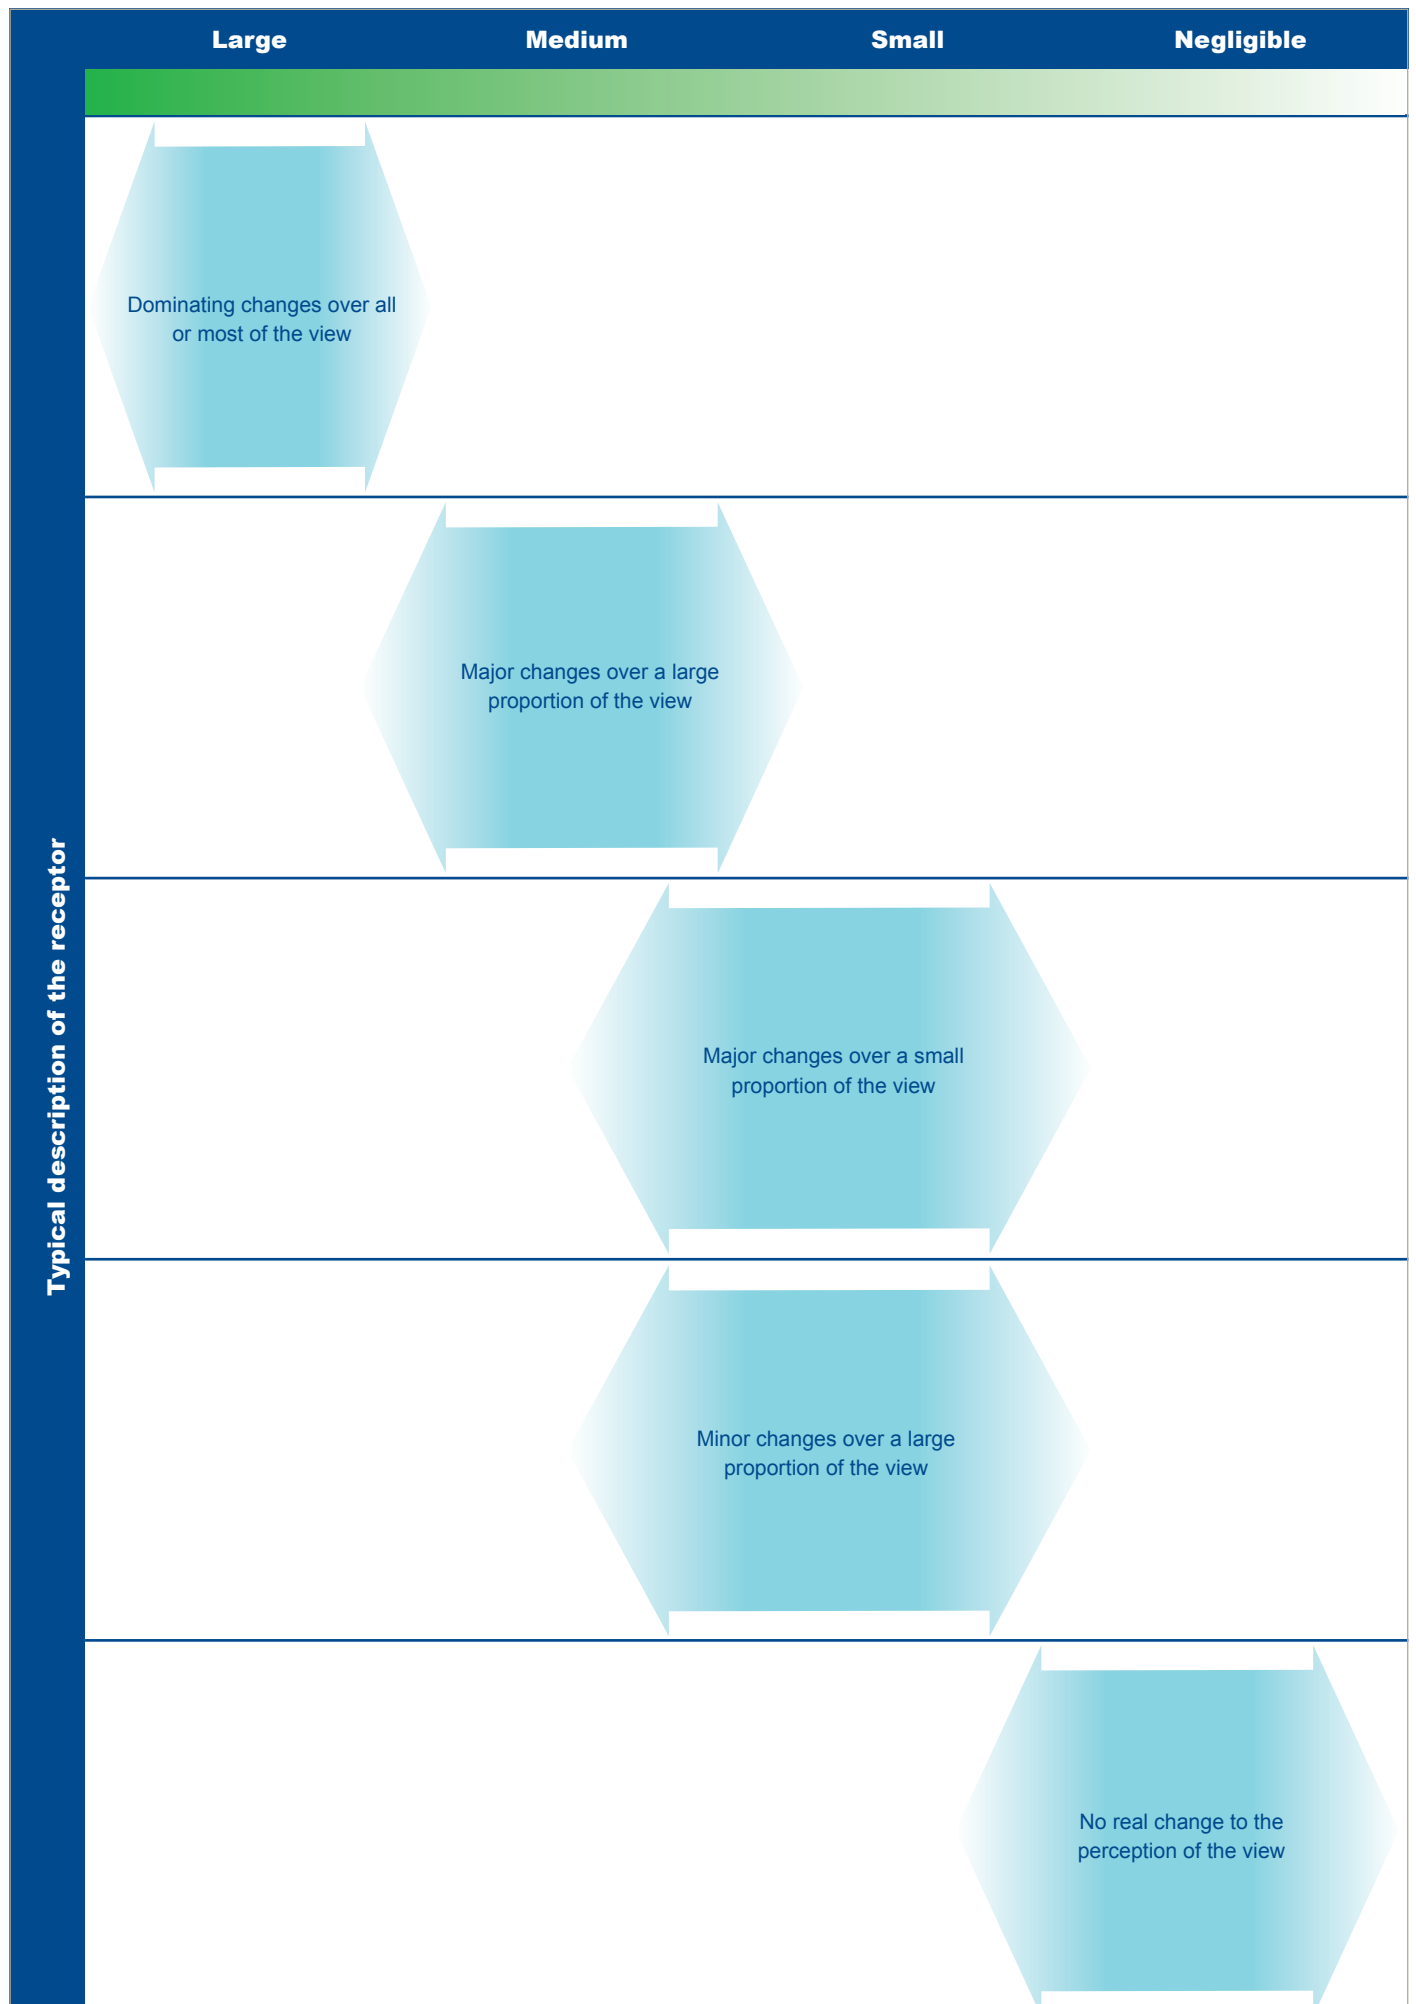 Large Medium Small Negligible
Typical description of the receptor
Dominating changes over all
or most of the view
Major changes over a large
proportion of the view
Major changes over a small
proportion of the view
Minor changes over a large
proportion of the view
No real change to the
perception of the view